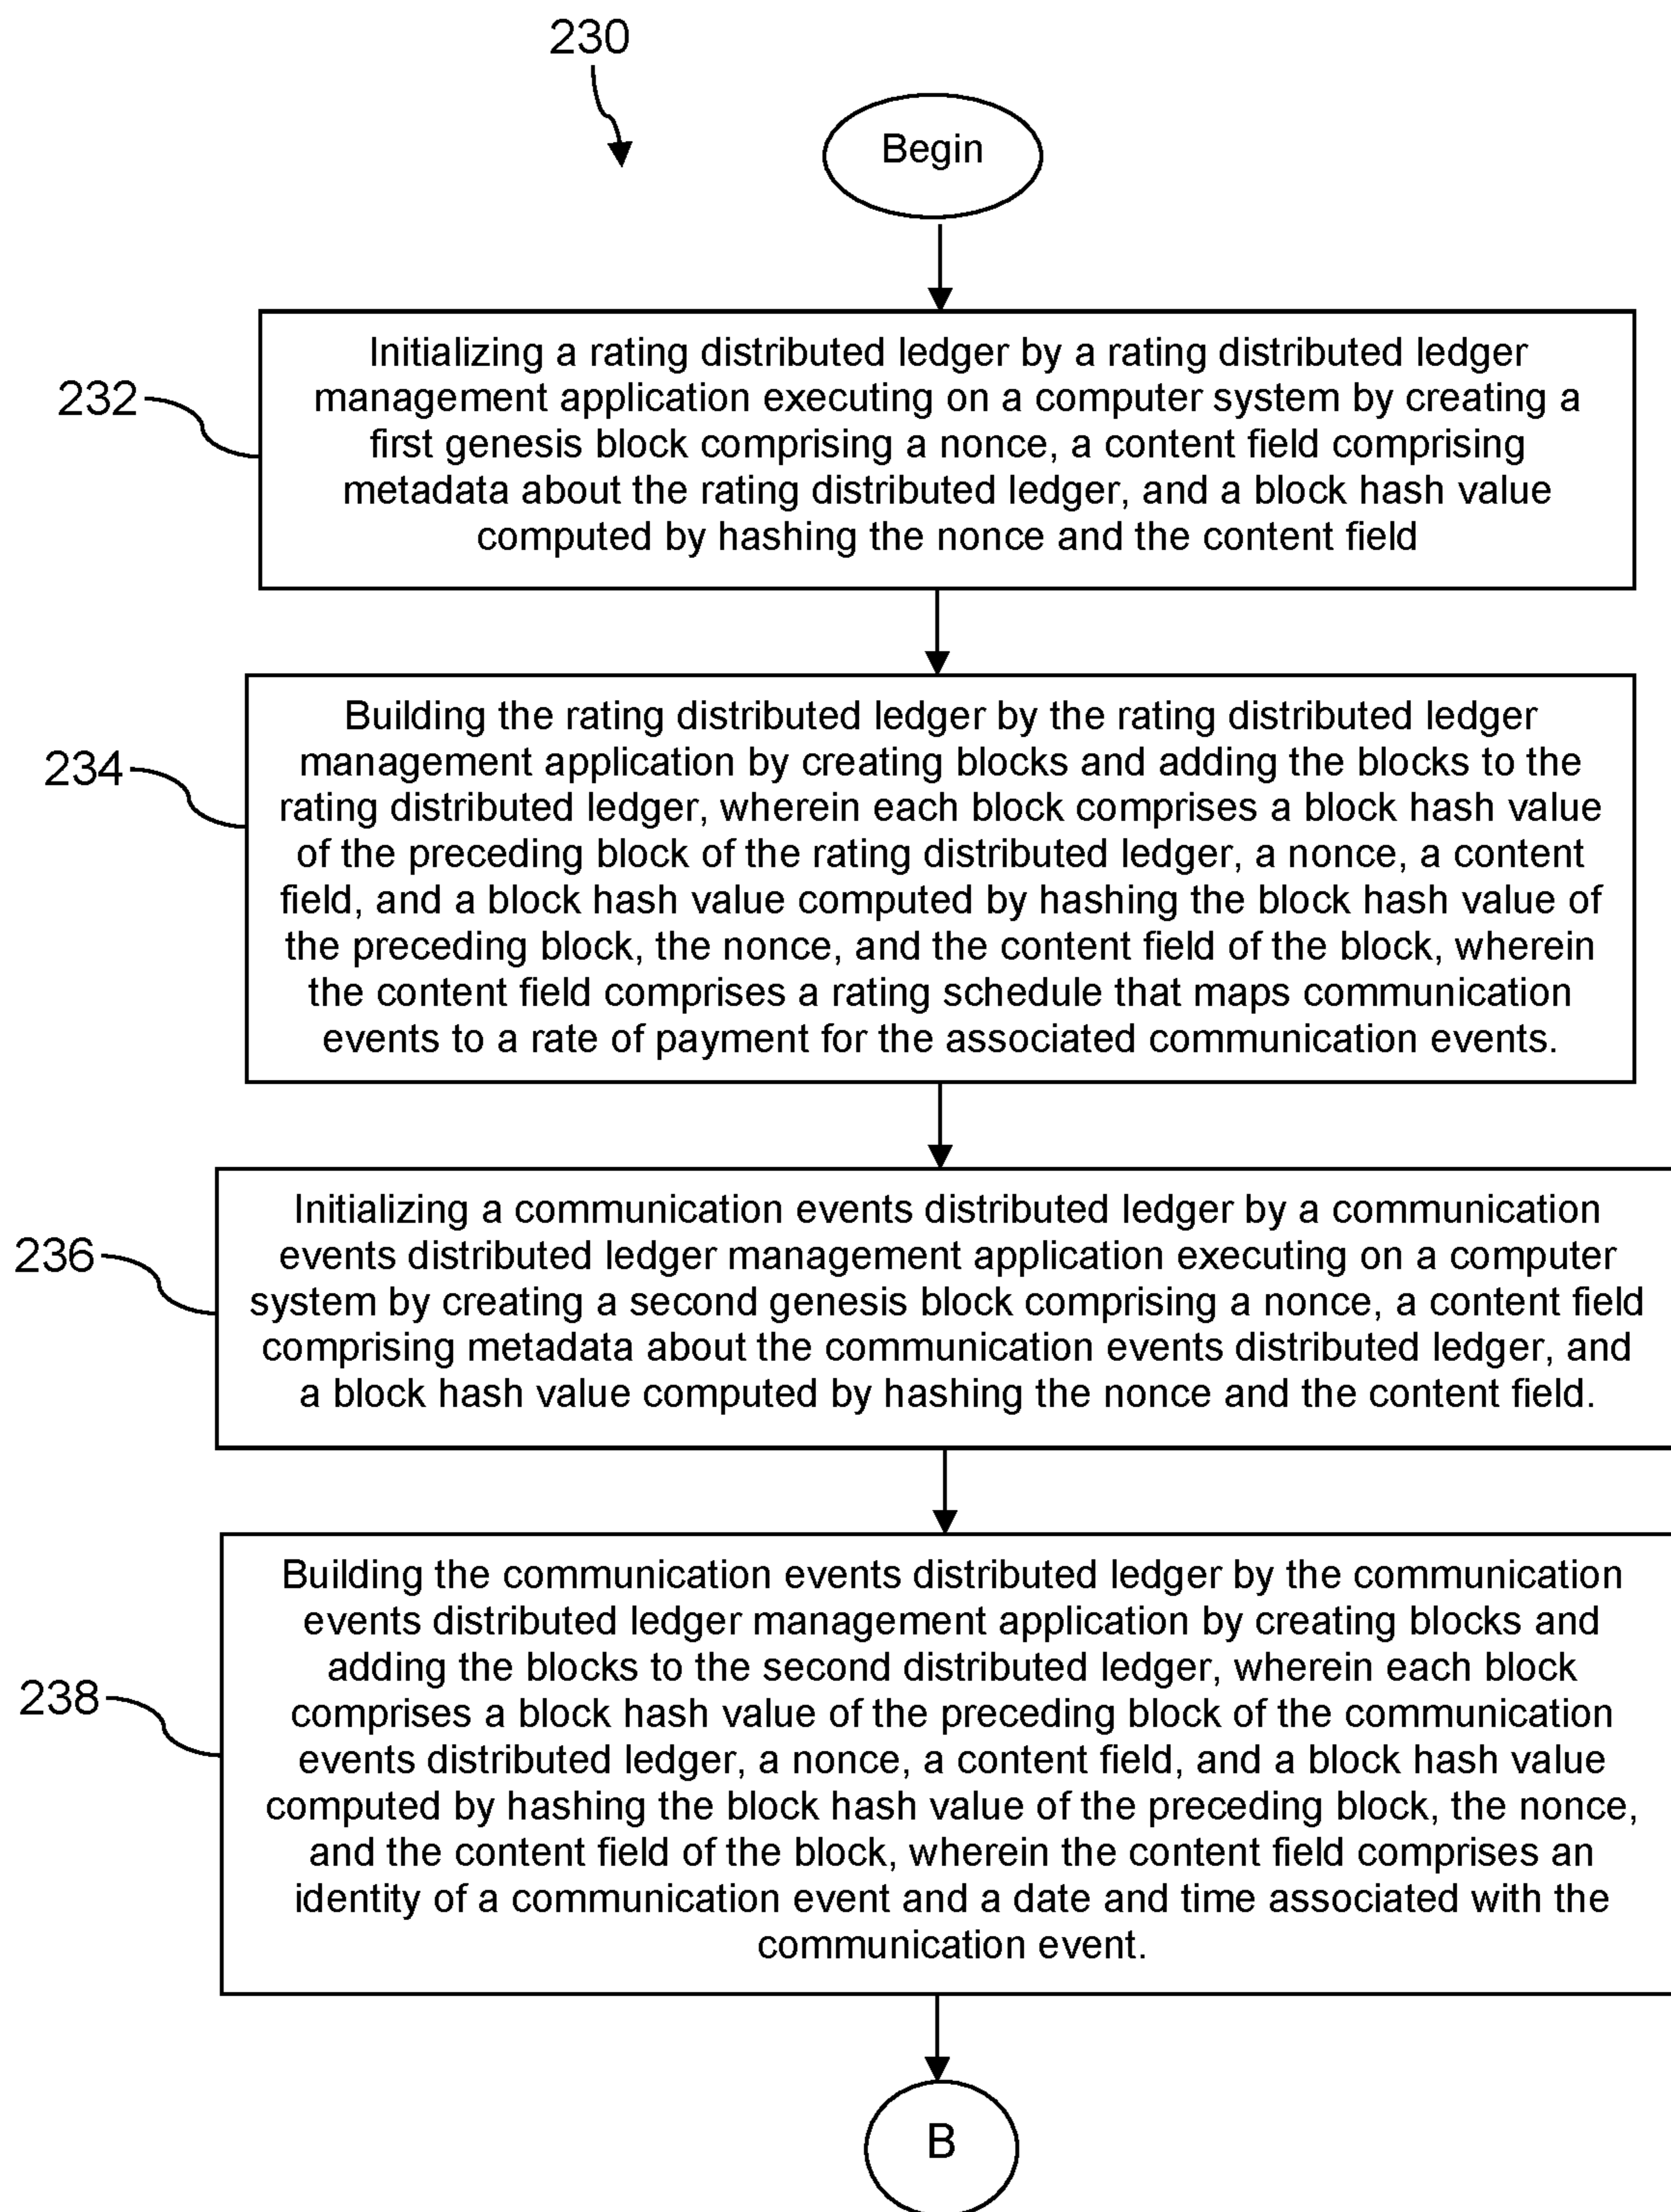 230
Begin
232
Initializing a rating distributed ledger by a rating distributed ledger
management application executing on a computer system by creating a
first genesis block comprising a nonce, a content field comprising
metadata about the rating distributed ledger, and a block hash value
computed by hashing the nonce and the content field
234
Building the rating distributed ledger by the rating distributed ledger
management application by creating blocks and adding the blocks to the
rating distributed ledger, wherein each block comprises a block hash value
of the preceding block of the rating distributed ledger, a nonce, a content
field, and a block hash value computed by hashing the block hash value of
the preceding block, the nonce, and the content field of the block, wherein
the content field comprises a rating schedule that maps communication
events to a rate of payment for the associated communication events.
236
Initializing a communication events distributed ledger by a communication
events distributed ledger management application executing on a computer
system by creating a second genesis block comprising a nonce, a content field
comprising metadata about the communication events distributed ledger, and
a block hash value computed by hashing the nonce and the content field.
238
Building the communication events distributed ledger by the communication
events distributed ledger management application by creating blocks and
adding the blocks to the second distributed ledger, wherein each block
comprises a block hash value of the preceding block of the communication
events distributed ledger, a nonce, a content field, and a block hash value
computed by hashing the block hash value of the preceding block, the nonce,
and the content field of the block, wherein the content field comprises an
identity of a communication event and a date and time associated with the
communication event.
B